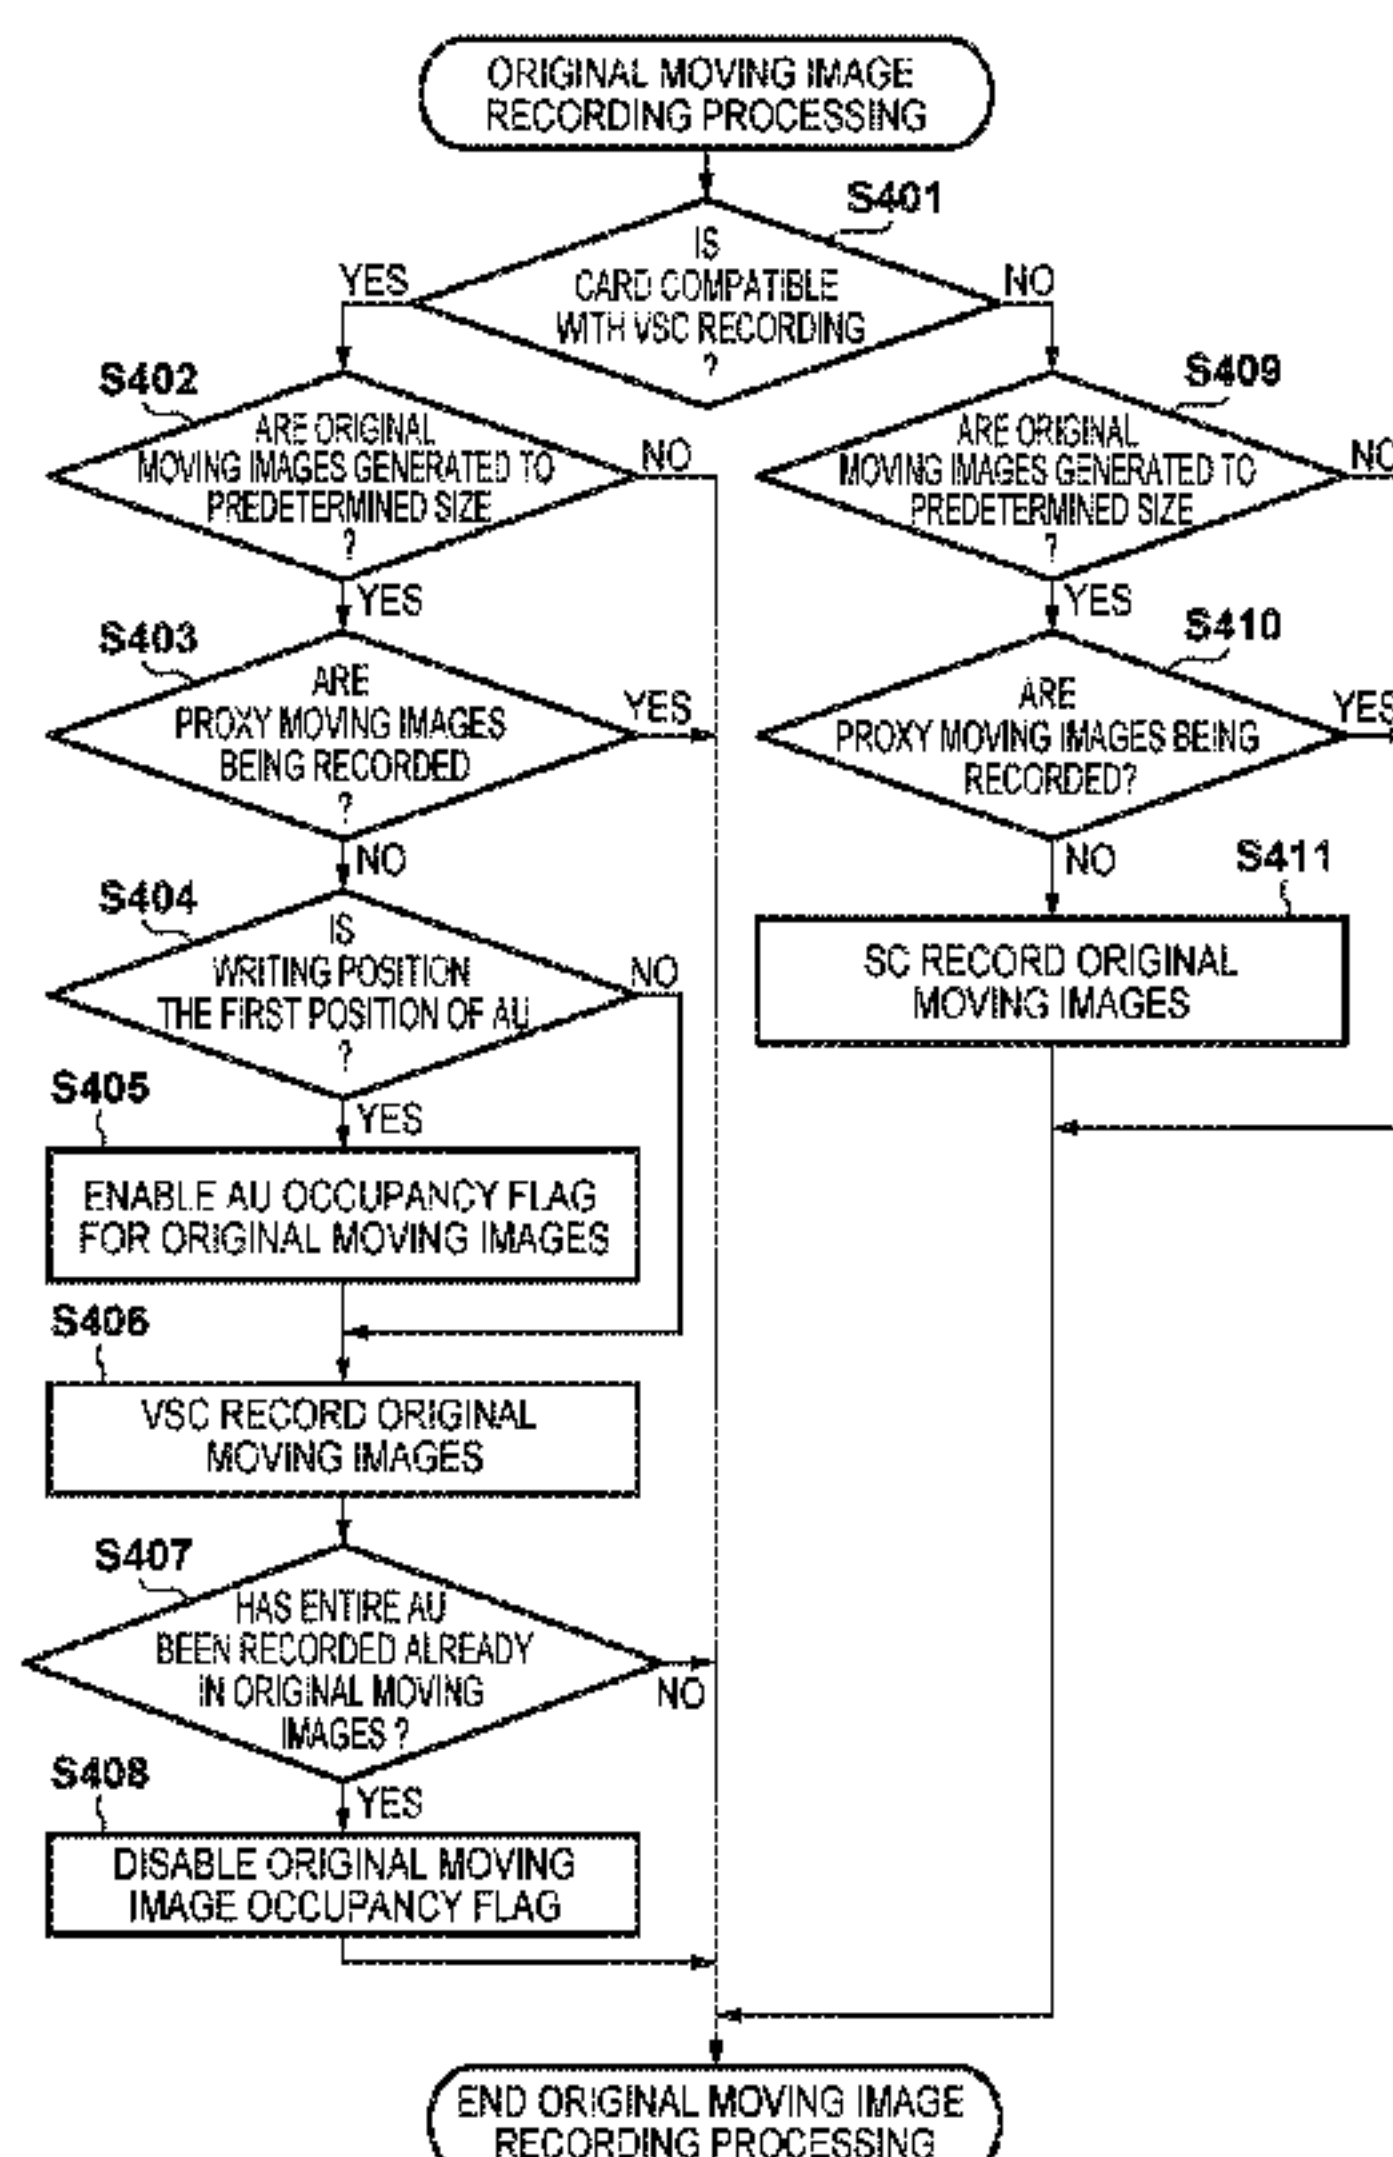 ORIGINAL MOVING IMAGE
RECORDING PROCESSING
S401
IS
CARD COMPATIBLE
WITH VSC RECORDING
?
YES
NO
S402
ARE ORIGINAL
MOVING IMAGES GENERATED TO
PREDETERMINED SIZE
?
NO
YES
S403
ARE
PROXY MOVING IMAGES
BEING RECORDED
?
YES
NO
S404
IS
WRITING POSITION
THE FIRST POSITION OF AU
?
NO
YES
S405
ENABLE AU OCCUPANCY FLAG
FOR ORIGINAL MOVING IMAGES
S406
VSC RECORD ORIGINAL
MOVING IMAGES
S407
HAS ENTIRE AU
BEEN RECORDED ALREADY
IN ORIGINAL MOVING
IMAGES ?
NO
YES
S408
DISABLE ORIGINAL MOVING
IMAGE OCCUPANCY FLAG
S409
ARE ORIGINAL
MOVING IMAGES GENERATED TO
PREDETERMINED SIZE
?
NO
YES
S410
ARE
PROXY MOVING IMAGES BEING
RECORDED?
YES
NO
S411
SC RECORD ORIGINAL
MOVING IMAGES
END ORIGINAL MOVING IMAGE
RECORDING PROCESSING